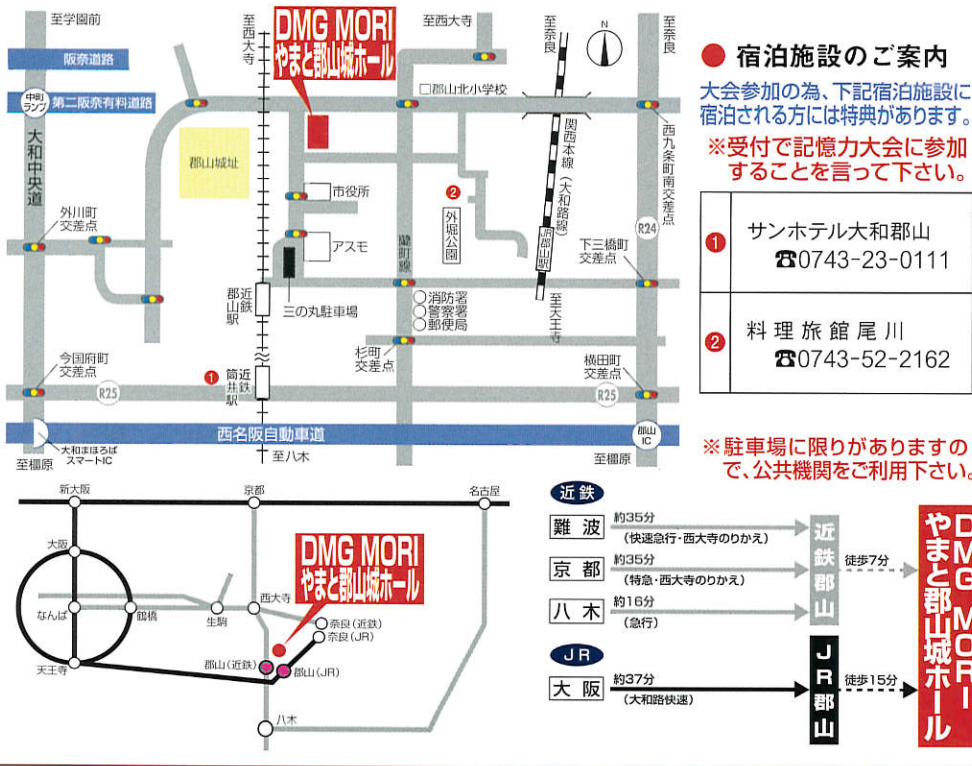 至学園前
至西大寺
DMG MORI
やまと郡山城ホール
至西大寺
至奈良
N
至奈良
阪奈道路
中町
ランプ
第二阪奈有料道路
□郡山北小学校
大和中央道
郡山城址
関西本線(大和路線)
西九条町南交差点
市役所
2
外堀公園
外川町
交差点
アスモ
藺町線
JR郡山駅
下三橋町
交差点
R24
近鉄
郡山駅
三の丸駐車場
○消防署
○警察署
○郵便局
至天王寺
杉町
交差点
今国府町
交差点
R25
1
近鉄
筒井駅
横田町
交差点
R25
西名阪自動車道
郡山
IC
大和まほろば
スマートIC
至橿原
至八木
至橿原
● 宿泊施設のご案内
大会参加の為、下記宿泊施設に
宿泊される方には特典があります。
※受付で記憶力大会に参加
することを言って下さい。
1
サンホテル大和郡山
☎0743-23-0111
2
料理旅館尾川
☎0743-52-2162
※駐車場に限りがありますの
で、公共機関をご利用下さい。
新大阪
京都
名古屋
大阪
DMG MORI
やまと郡山城ホール
なんば
鶴橋
生駒
西大寺
奈良(近鉄)
奈良(JR)
天王寺
郡山(近鉄)
郡山(JR)
八木
近鉄
難波
約35分
(快速急行・西大寺のりかえ)
京都
約35分
(特急・西大寺のりかえ)
八木
約16分
(急行)
近鉄郡山
徒歩7分
JR
大阪
約37分
(大和路快速)
JR郡山
徒歩15分
DMG MORI
やまと郡山城ホール